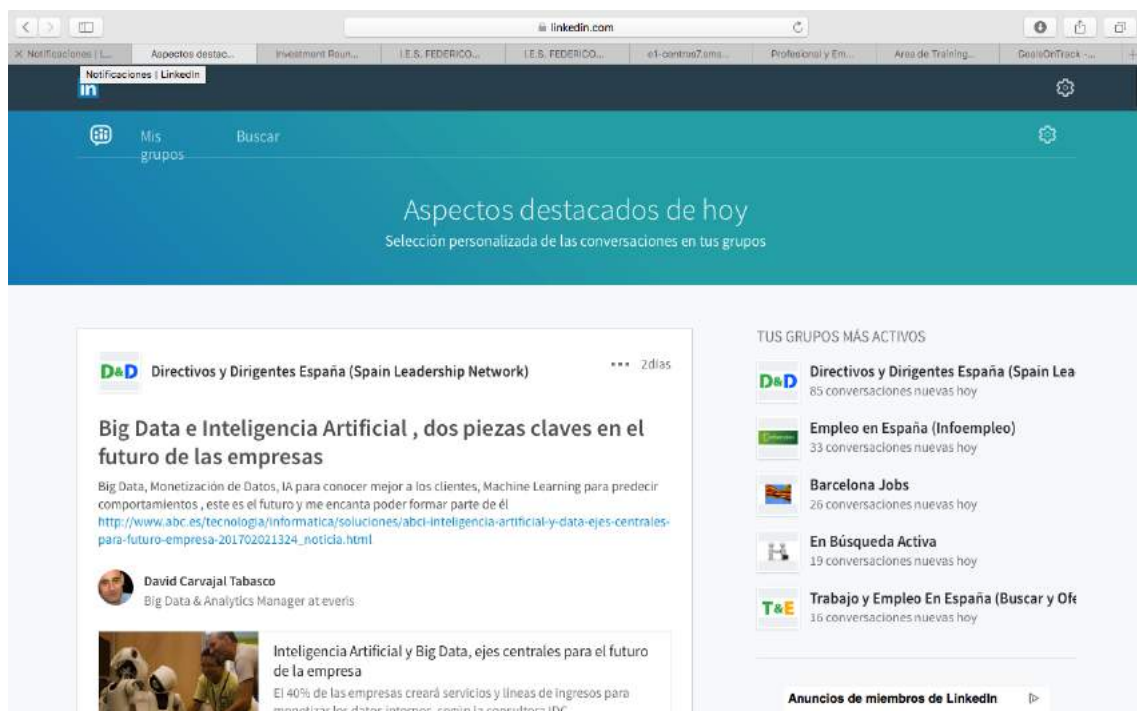 linkedin.com
Notificaciones | L...
Aspectos destac...
Investment Roun...
I.E.S. FEDERICO...
I.E.S. FEDERICO...
Profesional y Em...
Area de Training...
GoalsOnTrack -...
Notificaciones | LinkedIn
in
Mis grupos
Buscar
Aspectos destacados de hoy
Selección personalizada de las conversaciones en tus grupos
D&D
Directivos y Dirigentes España (Spain Leadership Network)
2días
Big Data e Inteligencia Artificial , dos piezas claves en el
futuro de las empresas
Big Data, Monetización de Datos, IA para conocer mejor a los clientes, Machine Learning para predecir
comportamientos , este es el futuro y me encanta poder formar parte de él
http://www.abc.es/tecnologia/informatica/soluciones/abci-inteligencia-artificial-y-data-ejes-centrales-
para-futuro-empresa-201702021324_noticia.html
David Carvajal Tabasco
Big Data & Analytics Manager at everis
Inteligencia Artificial y Big Data, ejes centrales para el futuro
de la empresa
El 40% de las empresas creará servicios y líneas de ingresos para
monetizar los datos internos, según la consultora IDC
TUS GRUPOS MÁS ACTIVOS
D&D
Directivos y Dirigentes España (Spain Lea
85 conversaciones nuevas hoy
Empleo en España (Infoempleo)
33 conversaciones nuevas hoy
Barcelona Jobs
26 conversaciones nuevas hoy
En Búsqueda Activa
19 conversaciones nuevas hoy
T&E
Trabajo y Empleo En España (Buscar y Ofe
16 conversaciones nuevas hoy
Anuncios de miembros de LinkedIn